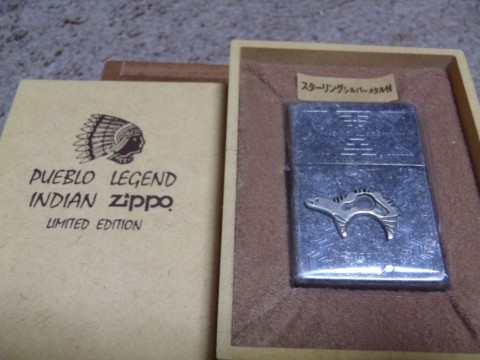 PUEBLO LEGEND
INDIAN zippo
LIMITED EDITION
スターリングシルバーメタル付